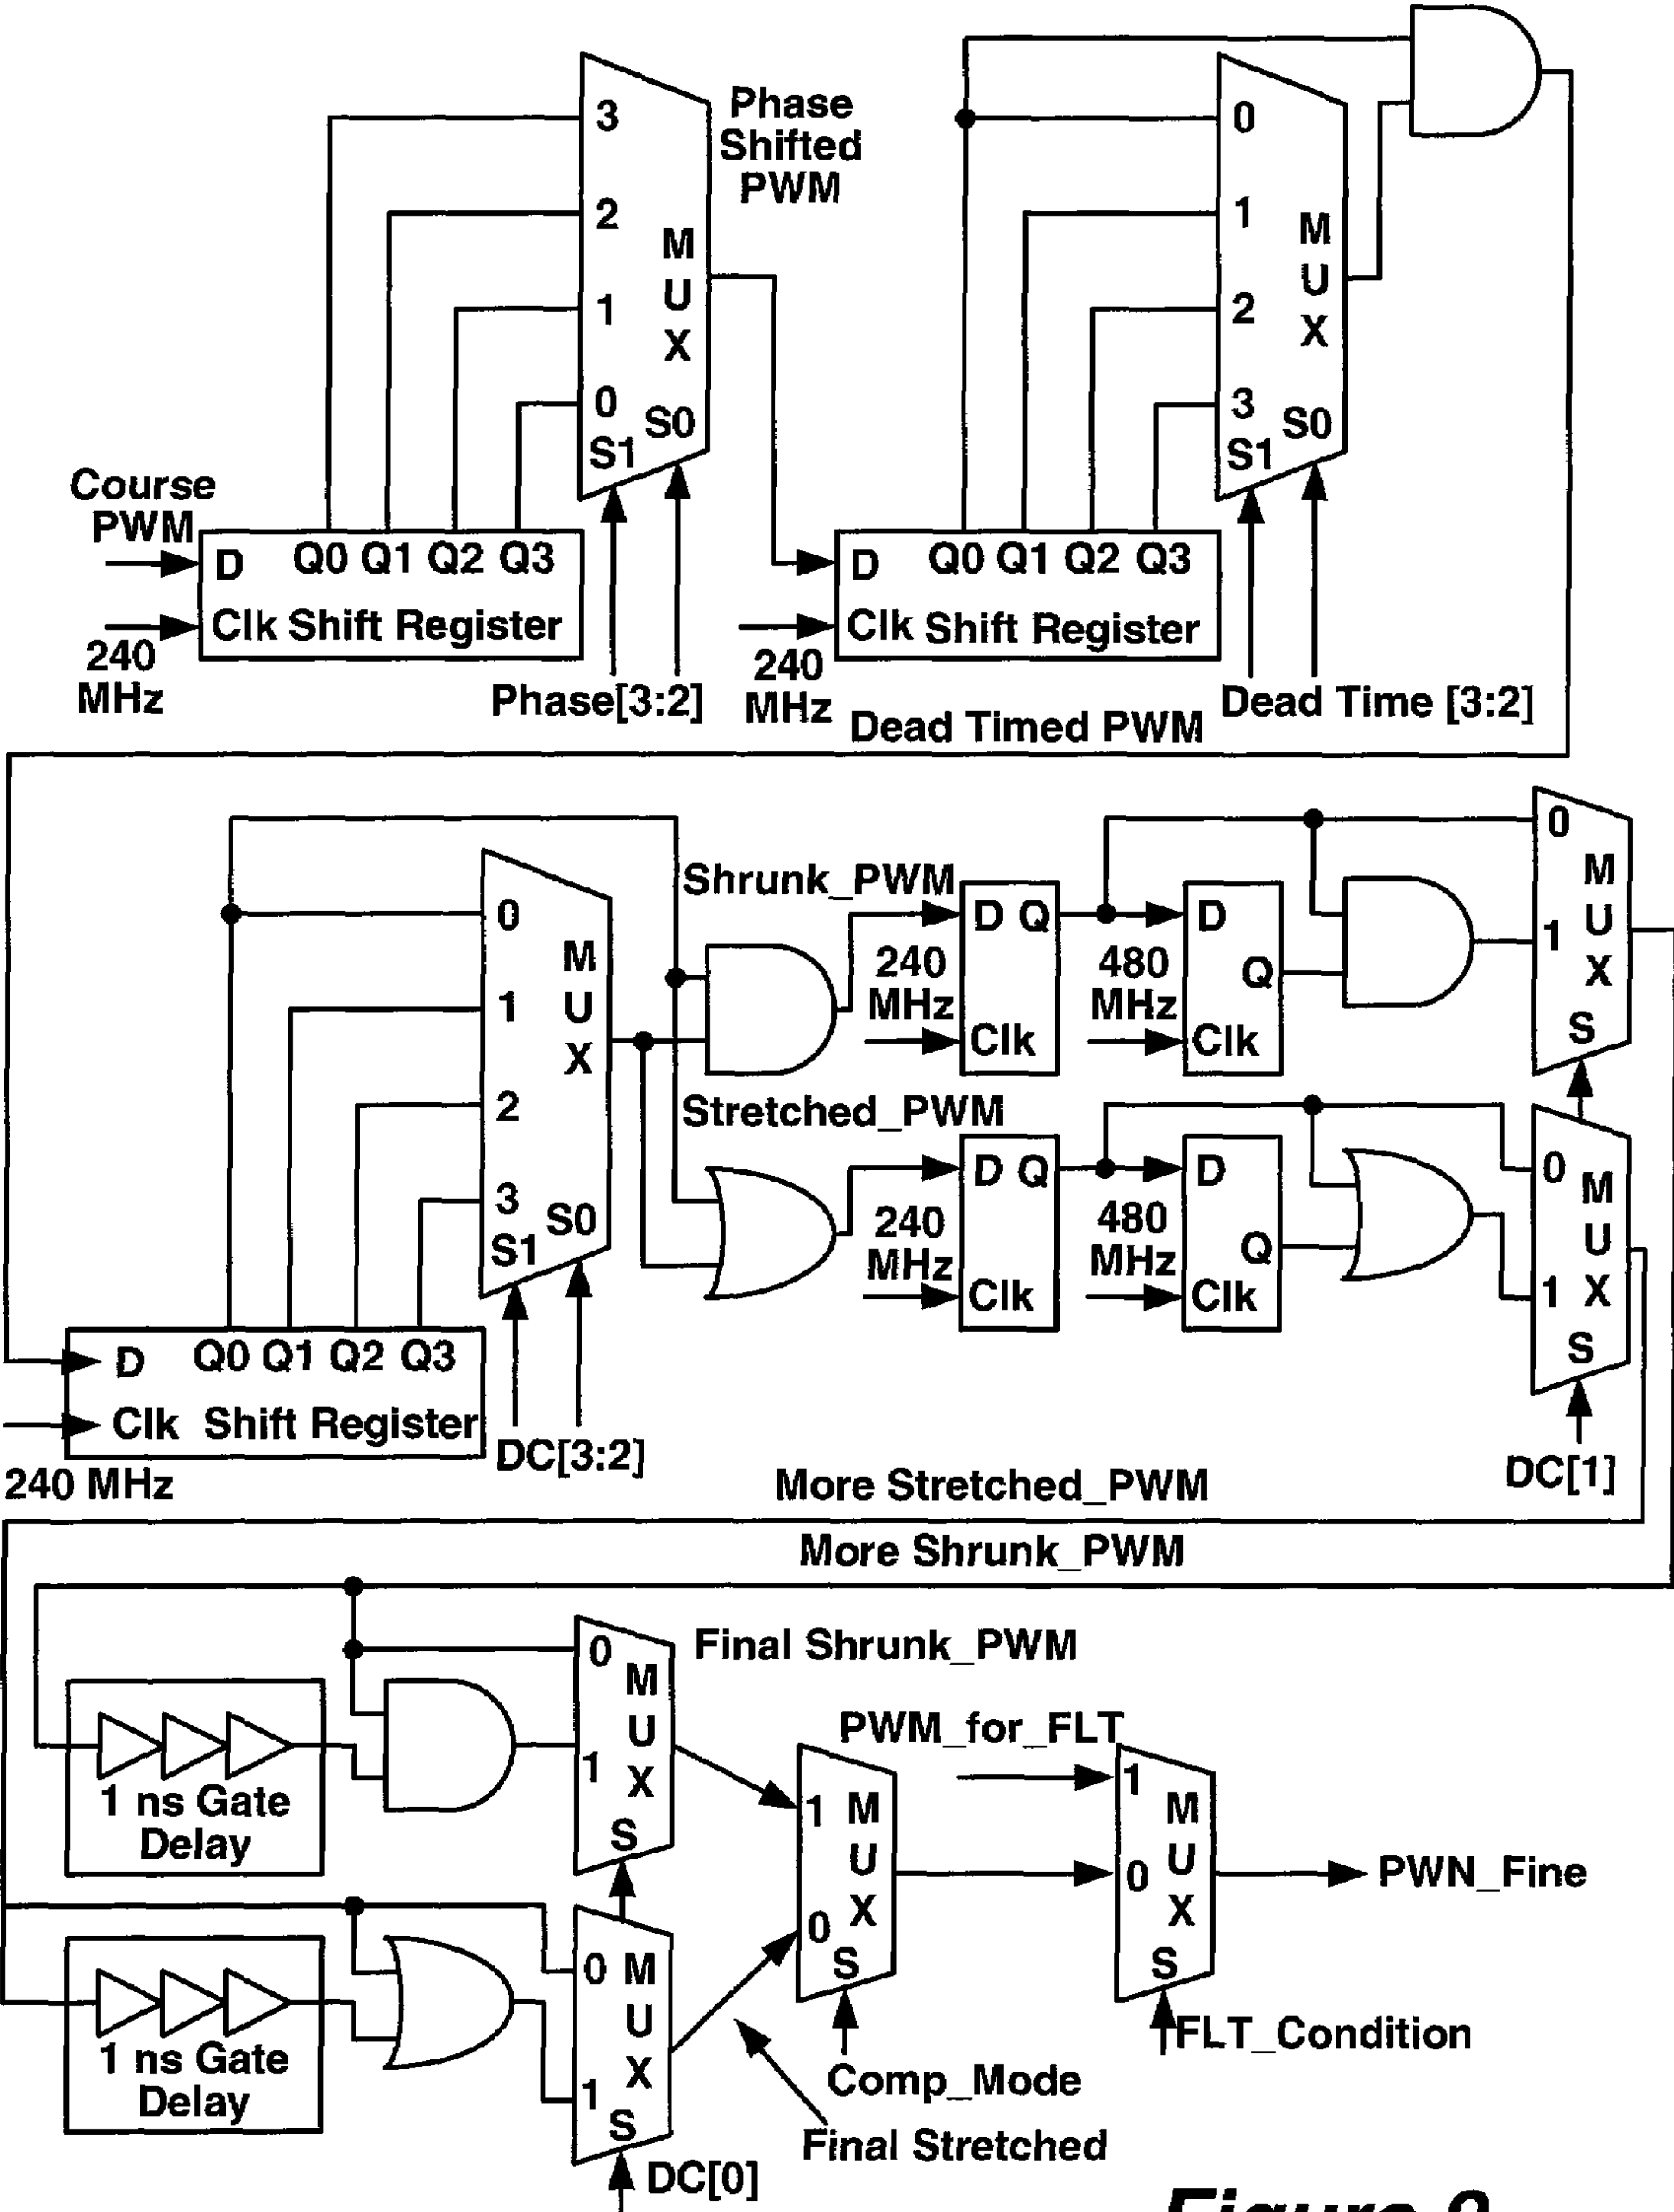 Phase
Shifted
PWM
3
2
1
0
M
U
X
S0
S1
0
1
2
3
M
U
X
S0
S1
Course
PWM
D Q0 Q1 Q2 Q3
Clk Shift Register
240
MHz
Phase[3:2]
D Q0 Q1 Q2 Q3
Clk Shift Register
240
MHz
Dead Time [3:2]
Dead Timed PWM
0
1
2
3
M
U
X
S0
S1
Shrunk_PWM
D Q
240
MHz
Clk
D
480
MHz
Q
Clk
0
1
M
U
X
S
Stretched_PWM
D Q
240
MHz
Clk
D
480
MHz
Q
Clk
0
1
M
U
X
S
D Q0 Q1 Q2 Q3
Clk Shift Register
240 MHz
DC[3:2]
DC[1]
More Stretched_PWM
More Shrunk_PWM
Final Shrunk_PWM
0
1
M
U
X
S
1 ns Gate
Delay
PWM_for_FLT
1
0
M
U
X
S
1
0
M
U
X
S
PWN_Fine
0
1
M
U
X
S
1 ns Gate
Delay
FLT_Condition
Comp_Mode
Final Stretched
DC[0]